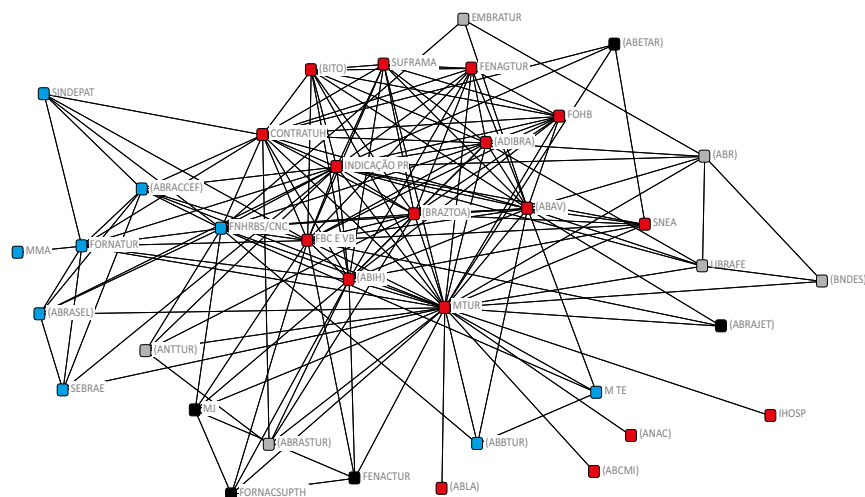 EMBRATUR
(ABETAR)
(BITO)
SUFRAMA
FENAGTUR
SINDEPAT
FOHB
CONTRATUH
(ADIBRA)
INDICAÇÃO PR
(ABR)
(ABRACCEF)
(BRAZTOA)
(ABAV)
FNHRBS/CNC
SNEA
MMA
FORNATUR
FBC E VB
UBRAFE
(ABIH)
(BNDES)
(ABRASEL)
MTUR
(ABRAJET)
(ANTTUR)
SEBRAE
M TE
MJ
IHOSP
(ABRASTUR)
(ABBTUR)
(ANAC)
(ABCMI)
FENACTUR
FORNACSUPTH
(ABLA)